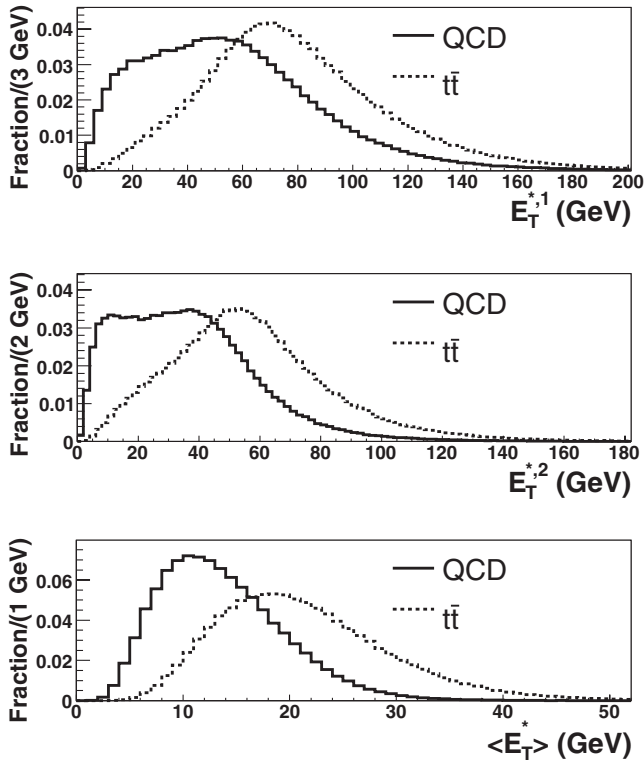 Fraction/(3 GeV)
0.04
0.03
0.02
0.01
0
QCD
tt̄
0 20 40 60 80 100 120 140 160 180 200
E_T^{*,1} (GeV)
Fraction/(2 GeV)
0.04
0.03
0.02
0.01
0
QCD
tt̄
0 20 40 60 80 100 120 140 160 180
E_T^{*,2} (GeV)
Fraction/(1 GeV)
0.06
0.04
0.02
0
QCD
tt̄
0 10 20 30 40 50
<E_T^*> (GeV)